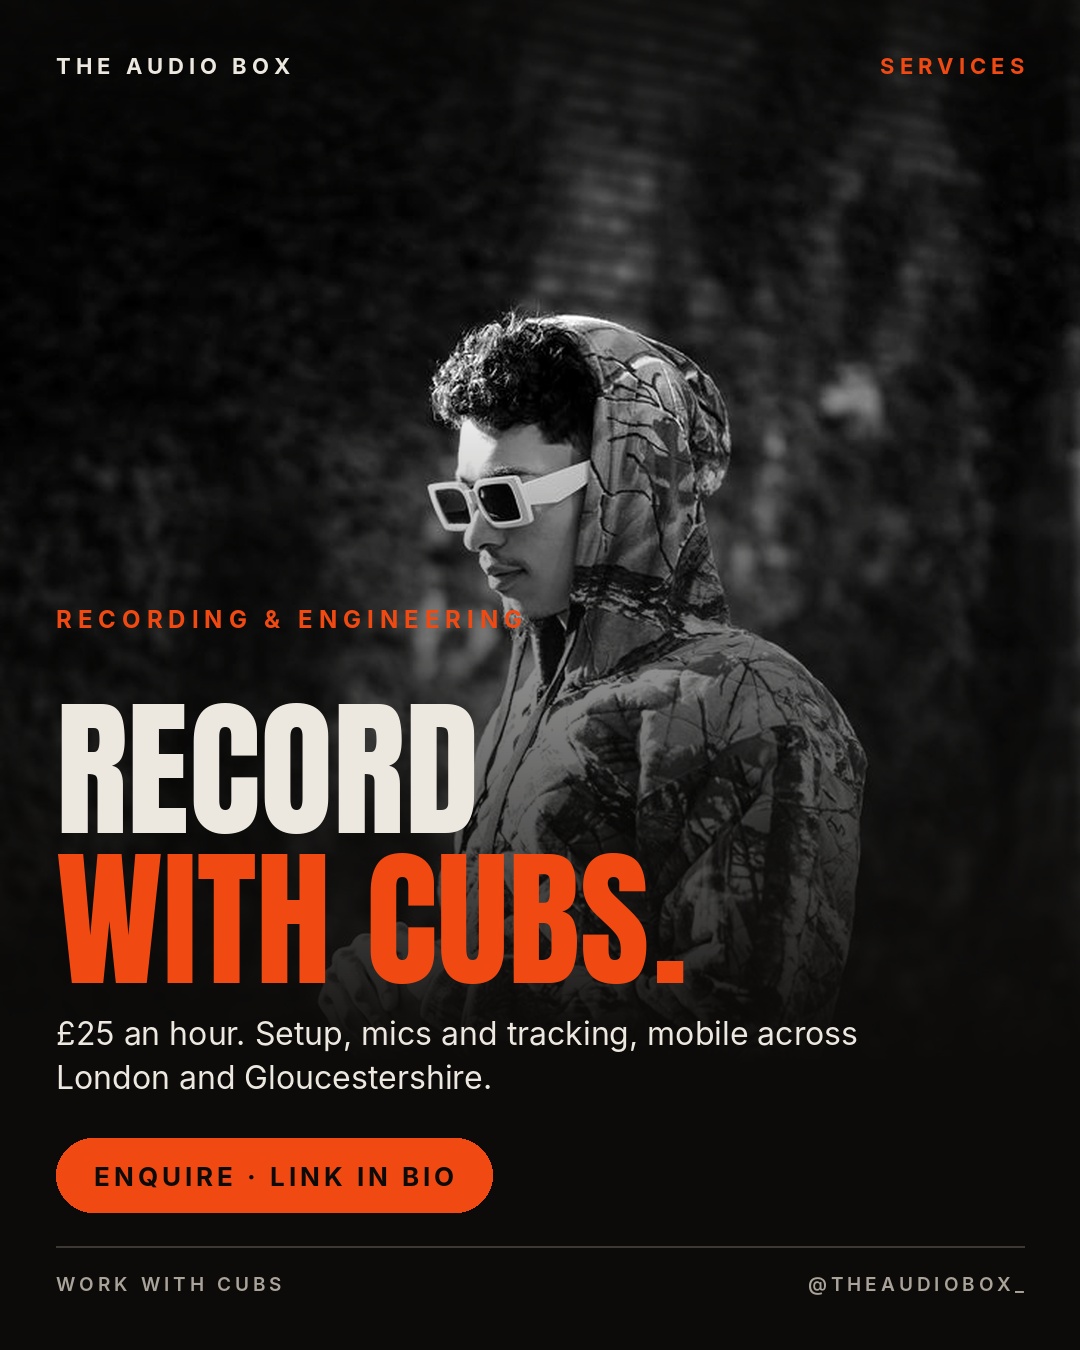 THE AUDIO BOX
SERVICES
RECORDING & ENGINEERING
RECORD
WITH CUBS.
£25 an hour. Setup, mics and tracking, mobile across
London and Gloucestershire.
ENQUIRE · LINK IN BIO
WORK WITH CUBS
@THEAUDIOBOX_